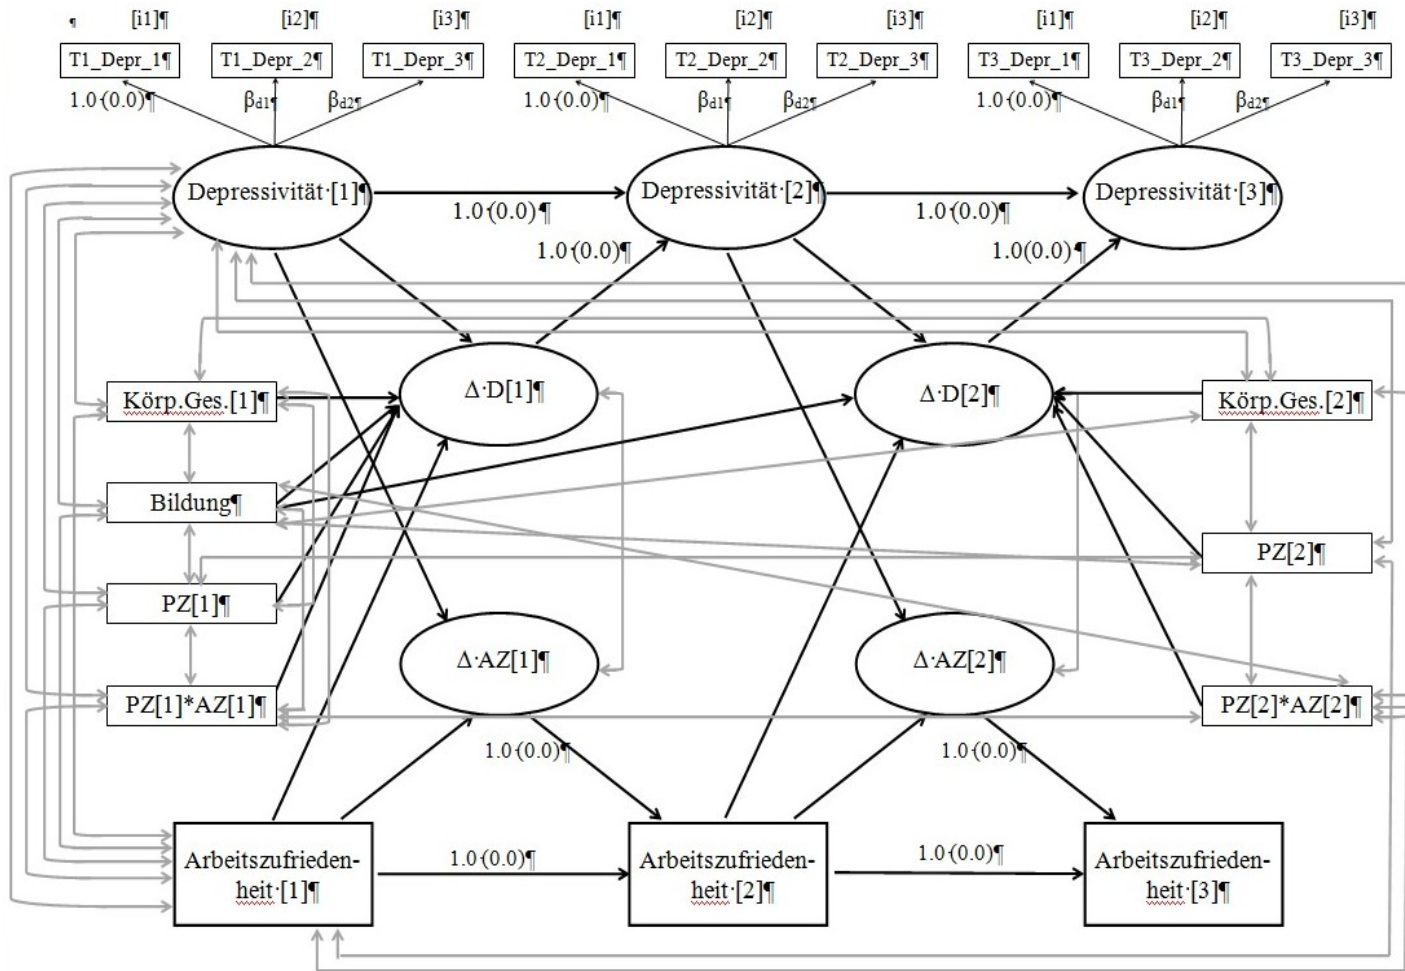 ¶ [i1]¶ [i2]¶ [i3]¶ [i1]¶ [i2]¶ [i3]¶ [i1]¶ [i2]¶ [i3]¶
T1_Depr_1¶ T1_Depr_2¶ T1_Depr_3¶ T2_Depr_1¶ T2_Depr_2¶ T2_Depr_3¶ T3_Depr_1¶ T3_Depr_2¶ T3_Depr_3¶
1.0·(0.0)¶ βd1¶ βd2¶ 1.0·(0.0)¶ βd1¶ βd2¶ 1.0·(0.0)¶ βd1¶ βd2¶
Depressivität·[1]¶ Depressivität·[2]¶ Depressivität·[3]¶
1.0·(0.0)¶ 1.0·(0.0)¶
1.0·(0.0)¶ 1.0(0.0)¶
Körp.Ges.[1]¶ Δ·D[1]¶ Δ·D[2]¶ Körp.Ges.[2]¶
Bildung¶
PZ[2]¶
PZ[1]¶
Δ·AZ[1]¶ Δ·AZ[2]¶
PZ[1]*AZ[1]¶ PZ[2]*AZ[2]¶
1.0·(0.0)¶ 1.0·(0.0)¶
Arbeitszufrieden-
heit·[1]¶
1.0·(0.0)¶
Arbeitszufrieden-
heit·[2]¶
1.0·(0.0)¶
Arbeitszufrieden-
heit·[3]¶